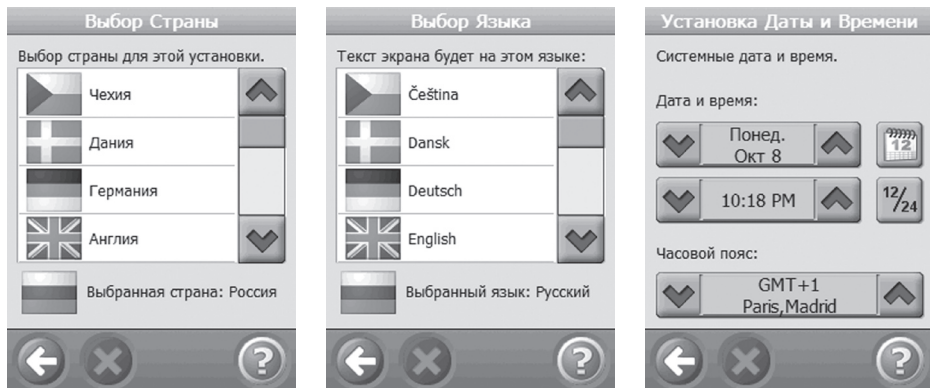 Выбор Страны
Выбор страны для этой установки.
Чехия
Дания
Германия
Англия
Выбранная страна: Россия
?
Выбор Языка
Текст экрана будет на этом языке:
Čeština
Dansk
Deutsch
English
Выбранный язык: Русский
?
Установка Даты и Времени
Системные дата и время.
Дата и время:
Понед.
Окт 8
12
10:18 PM
12/24
Часовой пояс:
GMT+1
Paris,Madrid
?